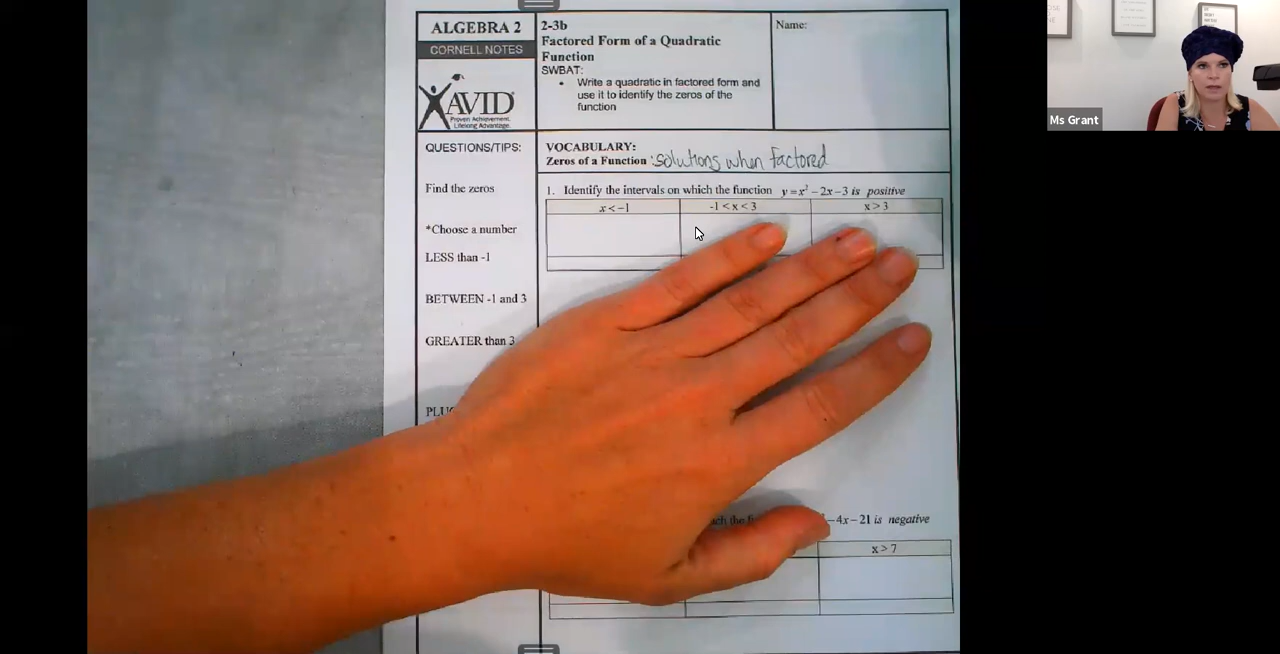 ALGEBRA 2
CORNELL NOTES
AVID
Proven Achievement.
Lifelong Advantage.
2-3b
Factored Form of a Quadratic
Function
SWBAT:
• Write a quadratic in factored form and
use it to identify the zeros of the
function
Name:
QUESTIONS/TIPS:
Find the zeros
*Choose a number
LESS than -1
BETWEEN -1 and 3
GREATER than 3
VOCABULARY:
Zeros of a Function : solutions when factored
1. Identify the intervals on which the function y = x² – 2x – 3 is positive
x < –1
-1 < x < 3
x > 3
– 4x – 21 is negative
x > 7
Ms Grant